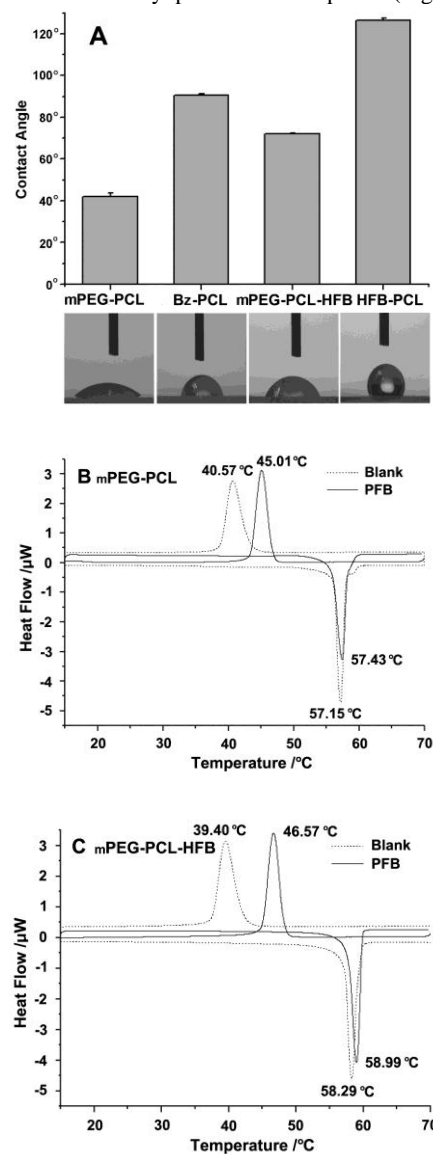 A
120°
100°
80°
60°
40°
20°
0°
Contact Angle
mPEG-PCL Bz-PCL mPEG-PCL-HFB HFB-PCL
B mPEG-PCL
40.57 °C
45.01 °C
Blank
PFB
3
2
1
0
-1
-2
-3
-4
-5
Heat Flow /µW
57.43 °C
57.15 °C
20 30 40 50 60 70
Temperature /°C
C mPEG-PCL-HFB
39.40 °C
46.57 °C
Blank
PFB
3
2
1
0
-1
-2
-3
-4
-5
Heat Flow /µW
58.99 °C
58.29 °C
20 30 40 50 60 70
Temperature /°C